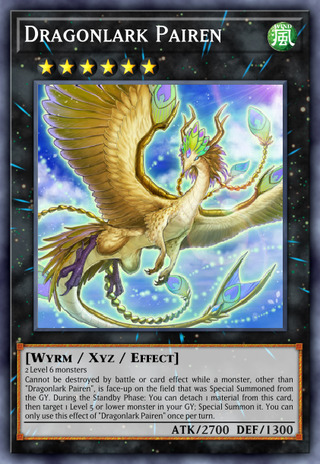 Dragonlark Pairen
WIND
風
[Wyrm / Xyz / Effect]
2 Level 6 monsters
Cannot be destroyed by battle or card effect while a monster, other than
"Dragonlark Pairen", is face-up on the field that was Special Summoned from
the GY. During the Standby Phase: You can detach 1 material from this card,
then target 1 Level 5 or lower monster in your GY; Special Summon it. You can
only use this effect of "Dragonlark Pairen" once per turn.
ATK/2700 DEF/1300